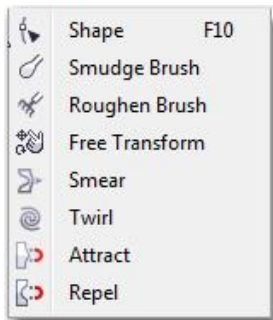 Shape F10
Smudge Brush
Roughen Brush
Free Transform
Smear
Twirl
Attract
Repel